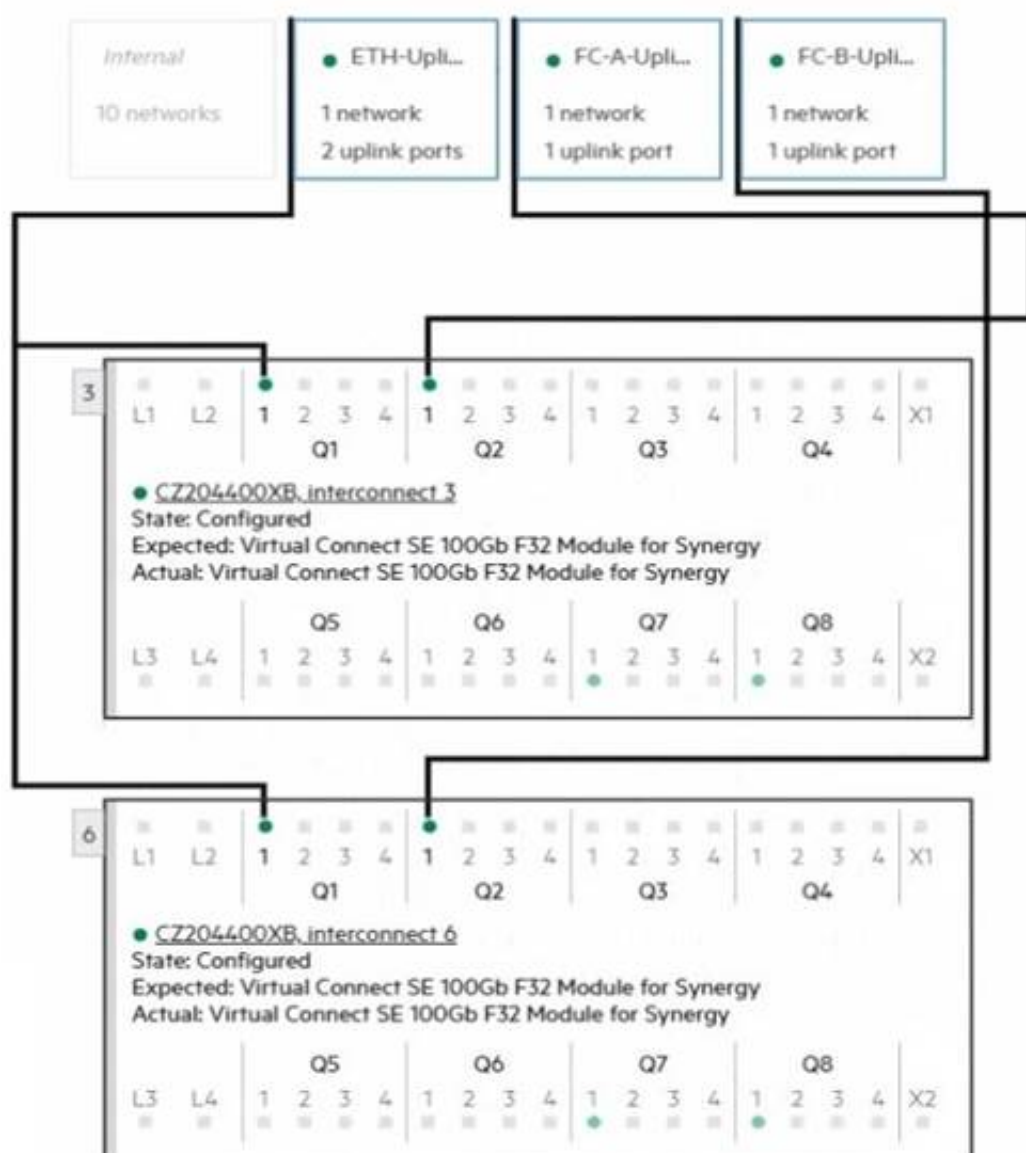 Internal
10 networks
ETH-Upli...
1 network
2 uplink ports
FC-A-Upli...
1 network
1 uplink port
FC-B-Upli...
1 network
1 uplink port
3
L1 L2 1 2 3 4 1 2 3 4 1 2 3 4 1 2 3 4 X1
Q1 Q2 Q3 Q4
CZ204400XB, interconnect 3
State: Configured
Expected: Virtual Connect SE 100Gb F32 Module for Synergy
Actual: Virtual Connect SE 100Gb F32 Module for Synergy
Q5 Q6 Q7 Q8
L3 L4 1 2 3 4 1 2 3 4 1 2 3 4 1 2 3 4 X2
6
L1 L2 1 2 3 4 1 2 3 4 1 2 3 4 1 2 3 4 X1
Q1 Q2 Q3 Q4
CZ204400XB, interconnect 6
State: Configured
Expected: Virtual Connect SE 100Gb F32 Module for Synergy
Actual: Virtual Connect SE 100Gb F32 Module for Synergy
Q5 Q6 Q7 Q8
L3 L4 1 2 3 4 1 2 3 4 1 2 3 4 1 2 3 4 X2